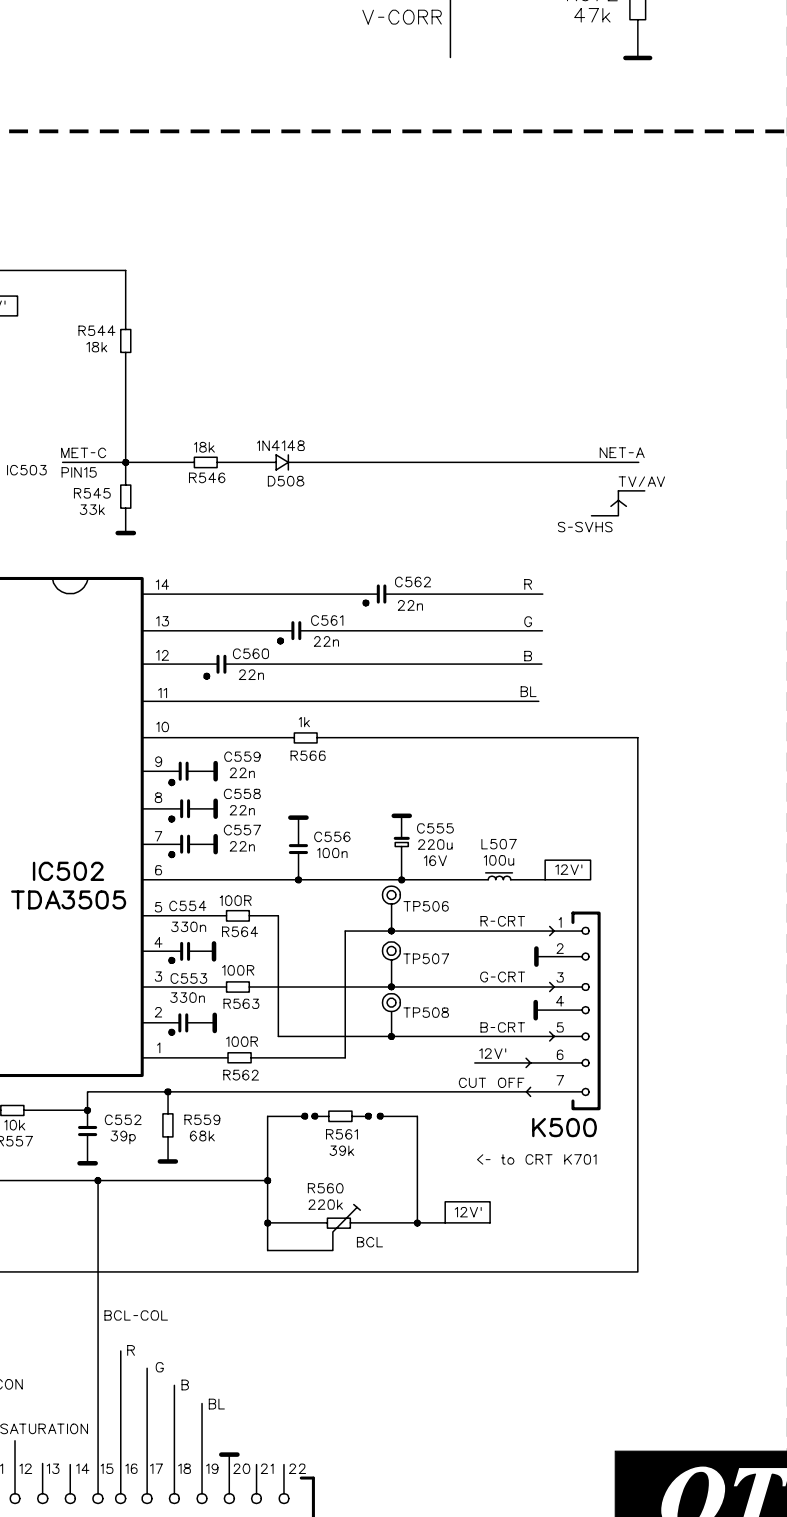 V-CORR
47k
R544
18k
MET-C
18k
1N4148
NET-A
IC503
PIN15
R546
D508
TV/AV
R545
33k
S-SVHS
14
C562
22n
R
13
C561
22n
G
12
C560
22n
B
11
BL
10
1k
R566
9
C559
22n
8
C558
22n
7
C557
22n
C556
100n
C555
220u
16V
L507
100u
12V'
6
IC502
TDA3505
5
C554
330n
100R
R564
TP506
R-CRT
1
2
4
TP507
3
C553
330n
100R
R563
G-CRT
3
4
TP508
2
B-CRT
5
1
100R
R562
12V'
6
CUT OFF
7
10k
R557
C552
39p
R559
68k
R561
39k
K500
<- to CRT K701
R560
220k
BCL
12V'
BCL-COL
R
G
B
BL
SATURATION
12
13
14
15
16
17
18
19
20
21
22